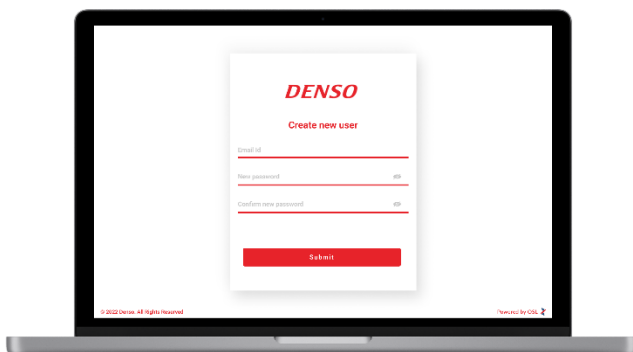 DENSO
Create new user
Email id
New password
Confirm new password
Submit
© 2022 Denso. All Rights Reserved
Powered by OSL